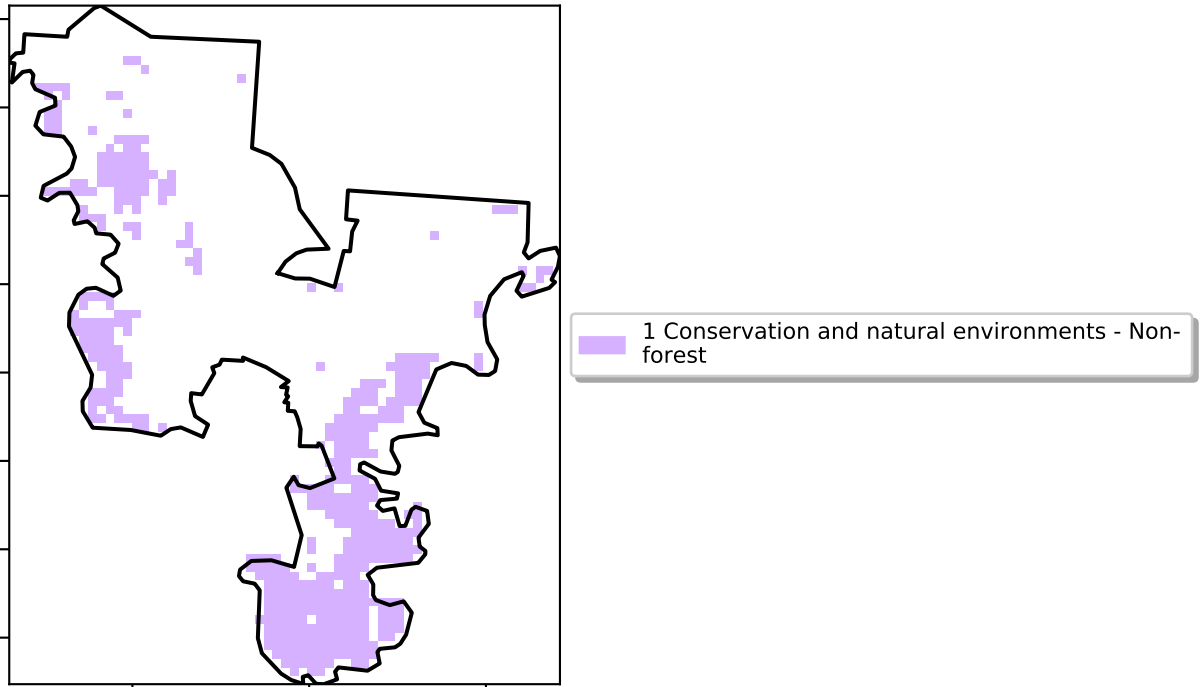 1 Conservation and natural environments - Non-
forest